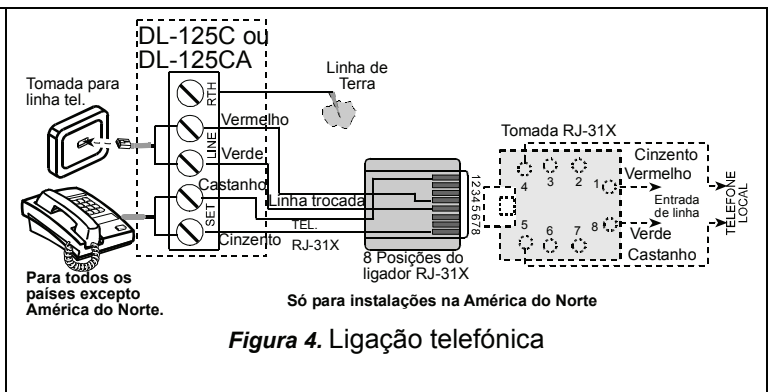 DL-125C ou
DL-125CA
Tomada para
linha tel.
RTH
Linha de
Terra
Vermelho
LINE
Verde
Castanho
Linha trocada
SET
TEL.
Cinzento
RJ-31X
12345678
8 Posições do
ligador RJ-31X
Tomada RJ-31X
4 3 2 1
5 6 7 8
Cinzento
Vermelho
Entrada
de linha
Verde
Castanho
TELEFONE
LOCAL
Para todos os
países excepto
América do Norte.
Só para instalações na América do Norte
Figura 4. Ligação telefónica